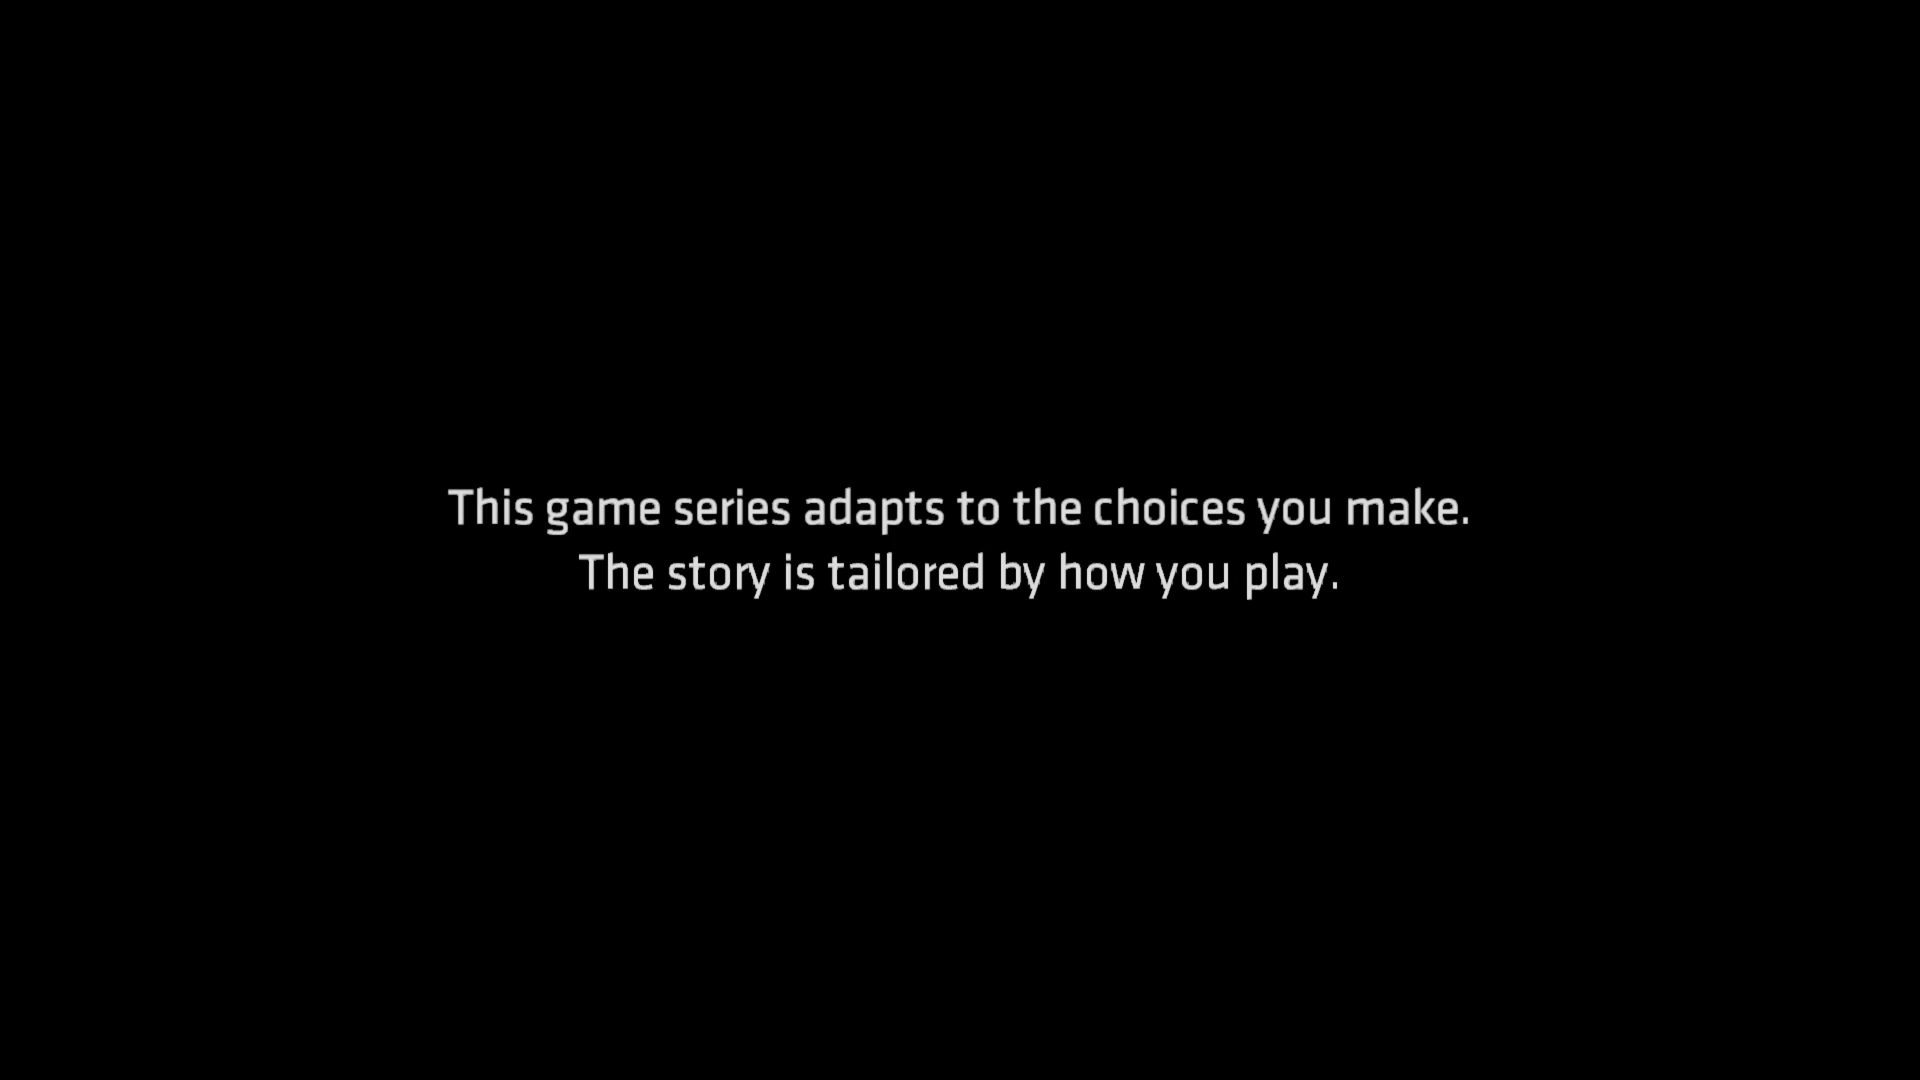 This game series adapts to the choices you make.
The story is tailored by how you play.